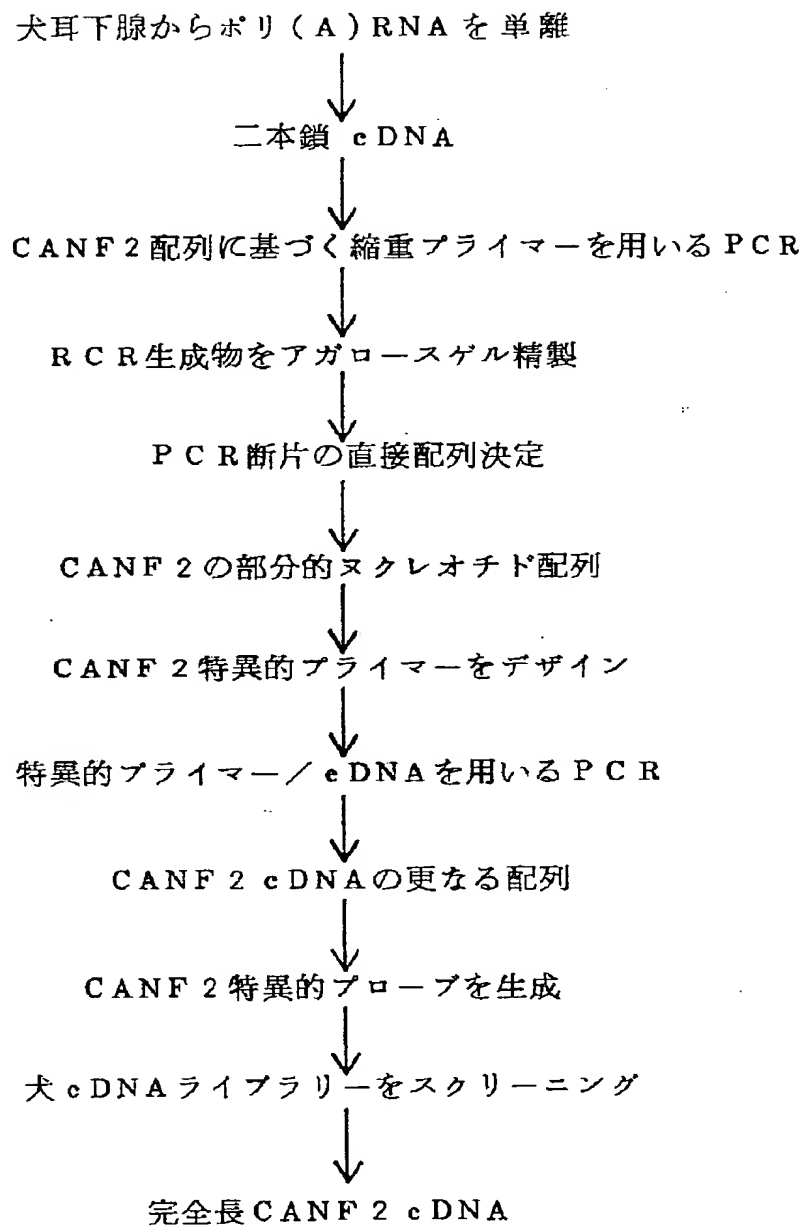 犬耳下腺からポリ(A)RNAを単離
二本鎖 cDNA
CANF2配列に基づく縮重プライマーを用いるPCR
RCR生成物をアガロースゲル精製
PCR断片の直接配列決定
CANF2の部分的ヌクレオチド配列
CANF2特異的プライマーをデザイン
特異的プライマー/cDNAを用いるPCR
CANF2 cDNAの更なる配列
CANF2特異的プローブを生成
犬cDNAライブラリーをスクリーニング
完全長CANF2 cDNA